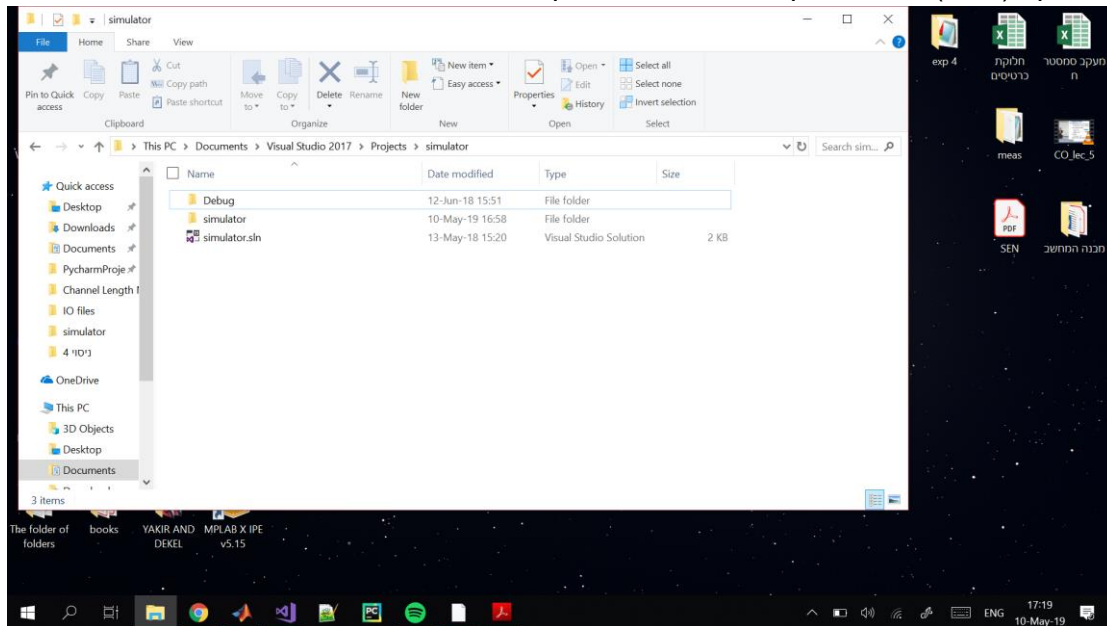 simulator
File Home Share View
Pin to Quick access
Copy
Paste
Cut
Copy path
Paste shortcut
Clipboard
Move to
Copy to
Delete
Rename
Organize
New folder
New item
Easy access
New
Properties
Open
Edit
History
Open
Select all
Select none
Invert selection
Select
This PC > Documents > Visual Studio 2017 > Projects > simulator
Search sim...
Name Date modified Type Size
Debug 12-Jun-18 15:51 File folder
simulator 10-May-19 16:58 File folder
simulator.sln 13-May-18 15:20 Visual Studio Solution 2 KB
Quick access
Desktop
Downloads
Documents
PycharmProje
Channel Length
IO files
simulator
ניסוי 4
OneDrive
This PC
3D Objects
Desktop
Documents
3 items
exp 4
חלוקת כרטיסים
מעקב סמסטר ח
meas
CO_lec_5
PDF
SEN
מבנה המחשב
The folder of folders
books
YAKIR AND DEKEL
MPLAB X IPE v5.15
PC
ENG
17:19
10-May-19